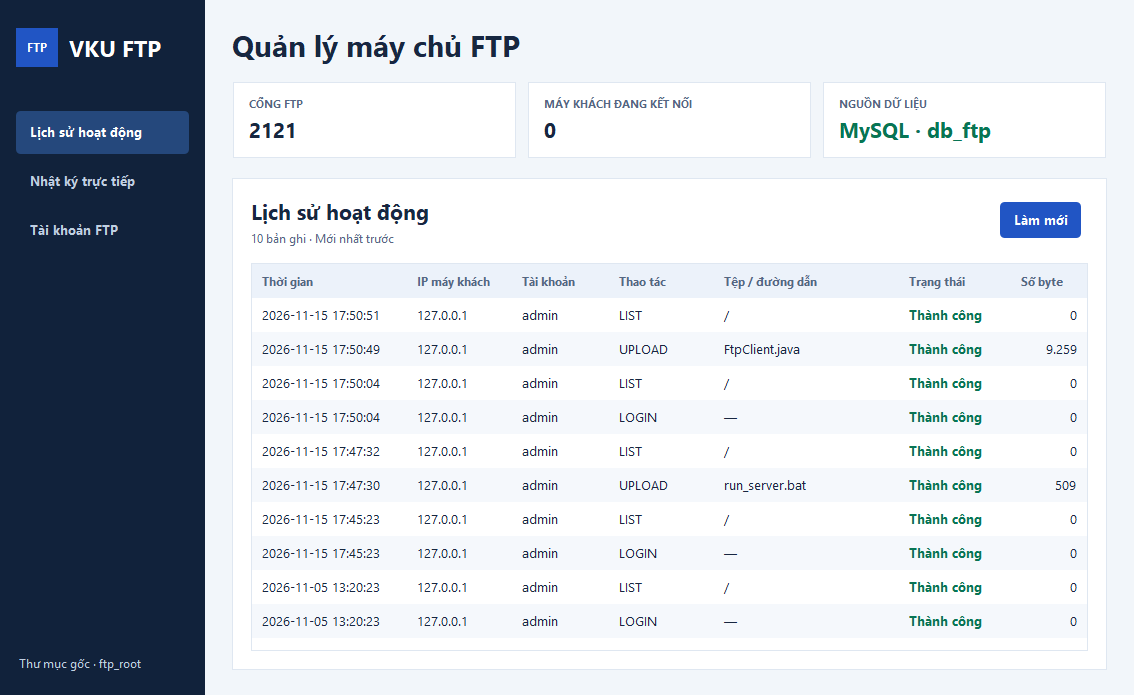 FTP VKU FTP
Lịch sử hoạt động
Nhật ký trực tiếp
Tài khoản FTP
Thư mục gốc · ftp_root
Quản lý máy chủ FTP
CỔNG FTP
2121
MÁY KHÁCH ĐANG KẾT NỐI
0
NGUỒN DỮ LIỆU
MySQL · db_ftp
Lịch sử hoạt động
10 bản ghi · Mới nhất trước
Làm mới
Thời gian IP máy khách Tài khoản Thao tác Tệp / đường dẫn Trạng thái Số byte
2026-11-15 17:50:51 127.0.0.1 admin LIST / Thành công 0
2026-11-15 17:50:49 127.0.0.1 admin UPLOAD FtpClient.java Thành công 9.259
2026-11-15 17:50:04 127.0.0.1 admin LIST / Thành công 0
2026-11-15 17:50:04 127.0.0.1 admin LOGIN — Thành công 0
2026-11-15 17:47:32 127.0.0.1 admin LIST / Thành công 0
2026-11-15 17:47:30 127.0.0.1 admin UPLOAD run_server.bat Thành công 509
2026-11-15 17:45:23 127.0.0.1 admin LIST / Thành công 0
2026-11-15 17:45:23 127.0.0.1 admin LOGIN — Thành công 0
2026-11-05 13:20:23 127.0.0.1 admin LIST / Thành công 0
2026-11-05 13:20:23 127.0.0.1 admin LOGIN — Thành công 0